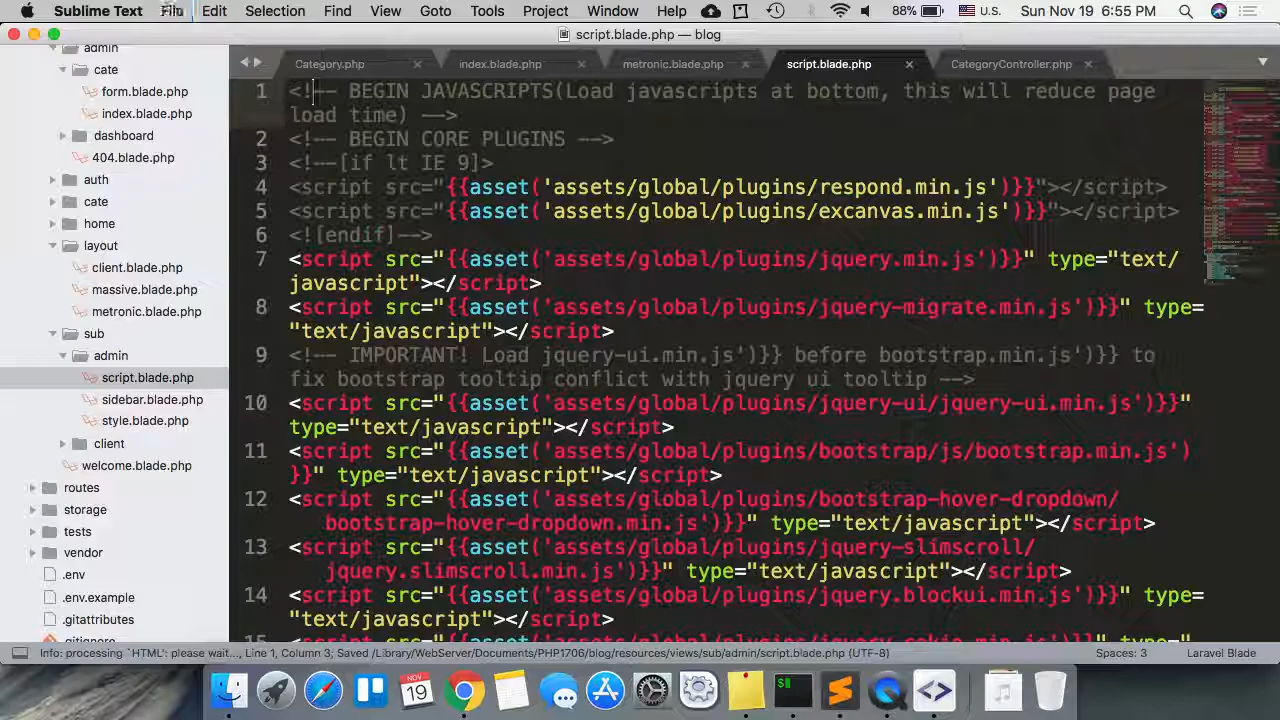 Sublime Text File Edit Selection Find View Goto Tools Project Window Help 88% U.S. Sun Nov 19 6:55 PM
script.blade.php — blog
admin
cate
form.blade.php
index.blade.php
dashboard
404.blade.php
auth
cate
home
layout
client.blade.php
massive.blade.php
metronic.blade.php
sub
admin
script.blade.php
sidebar.blade.php
style.blade.php
client
welcome.blade.php
routes
storage
tests
vendor
.env
.env.example
.gitattributes
.gitignore
Category.php index.blade.php metronic.blade.php script.blade.php CategoryController.php
1 <!-- BEGIN JAVASCRIPTS(Load javascripts at bottom, this will reduce page
load time) -->
2 <!-- BEGIN CORE PLUGINS -->
3 <!--[if lt IE 9]>
4 <script src="{{asset('assets/global/plugins/respond.min.js')}}"></script>
5 <script src="{{asset('assets/global/plugins/excanvas.min.js')}}"></script>
6 <![endif]-->
7 <script src="{{asset('assets/global/plugins/jquery.min.js')}}" type="text/
javascript"></script>
8 <script src="{{asset('assets/global/plugins/jquery-migrate.min.js')}}" type=
"text/javascript"></script>
9 <!-- IMPORTANT! Load jquery-ui.min.js')}} before bootstrap.min.js')}} to
fix bootstrap tooltip conflict with jquery ui tooltip -->
10 <script src="{{asset('assets/global/plugins/jquery-ui/jquery-ui.min.js')}}"
type="text/javascript"></script>
11 <script src="{{asset('assets/global/plugins/bootstrap/js/bootstrap.min.js')
}}" type="text/javascript"></script>
12 <script src="{{asset('assets/global/plugins/bootstrap-hover-dropdown/
bootstrap-hover-dropdown.min.js')}}" type="text/javascript"></script>
13 <script src="{{asset('assets/global/plugins/jquery-slimscroll/
jquery.slimscroll.min.js')}}" type="text/javascript"></script>
14 <script src="{{asset('assets/global/plugins/jquery.blockui.min.js')}}" type=
"text/javascript"></script>
15 <script src="{{asset('assets/global/plugins/jquery.cokie.min.js')}}" type=
Info: processing `HTML': please wait..., Line 1, Column 3; Saved /Library/WebServer/Documents/PHP1706/blog/resources/views/sub/admin/script.blade.php (UTF-8) Spaces: 3 Laravel Blade
NOV
19